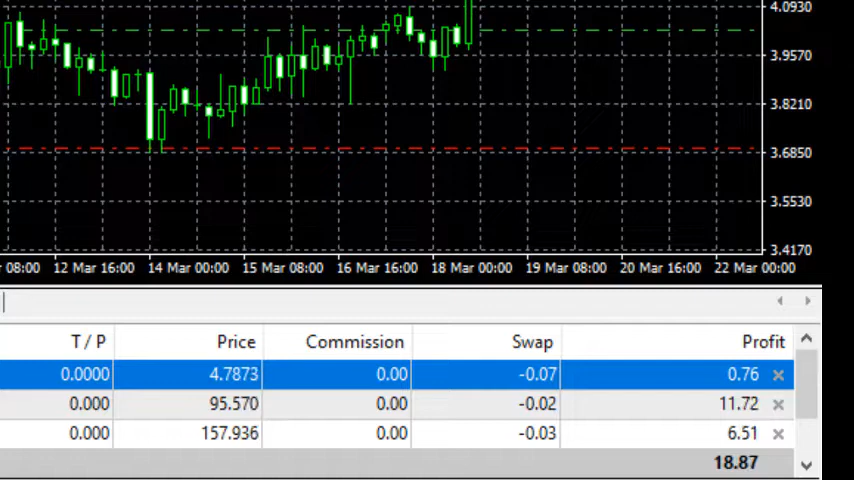 4.0930
3.9570
3.8210
3.6850
3.5530
3.4170
08:00 12 Mar 16:00 14 Mar 00:00 15 Mar 08:00 16 Mar 16:00 18 Mar 00:00 19 Mar 08:00 20 Mar 16:00 22 Mar 00:00
T / P Price Commission Swap Profit
0.0000 4.7873 0.00 -0.07 0.76
0.000 95.570 0.00 -0.02 11.72
0.000 157.936 0.00 -0.03 6.51
18.87